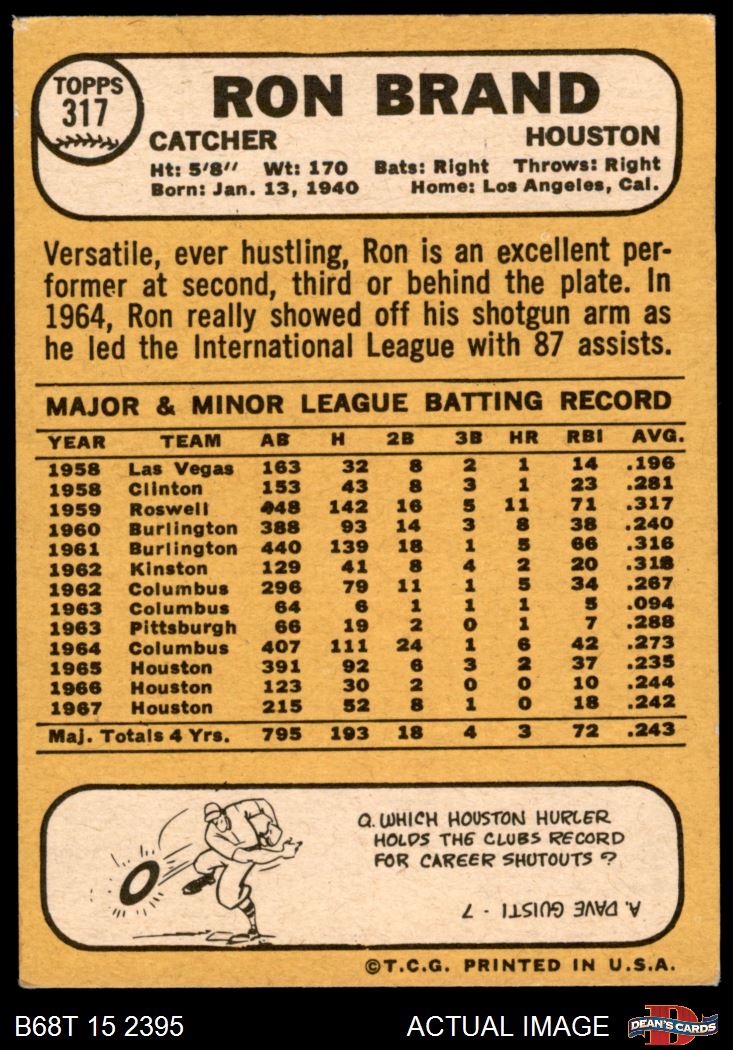 TOPPS
317
RON BRAND
CATCHER HOUSTON
Ht: 5'8" Wt: 170 Bats: Right Throws: Right
Born: Jan. 13, 1940 Home: Los Angeles, Cal.
Versatile, ever hustling, Ron is an excellent per-
former at second, third or behind the plate. In
1964, Ron really showed off his shotgun arm as
he led the International League with 87 assists.
MAJOR & MINOR LEAGUE BATTING RECORD
YEAR TEAM AB H 2B 3B HR RBI AVG.
1958 Las Vegas 163 32 8 2 1 14 .196
1958 Clinton 153 43 8 3 1 23 .281
1959 Roswell 448 142 16 5 11 71 .317
1960 Burlington 388 93 14 3 8 38 .240
1961 Burlington 440 139 18 1 5 66 .316
1962 Kinston 129 41 8 4 2 20 .318
1962 Columbus 296 79 11 1 5 34 .267
1963 Columbus 64 6 1 1 1 5 .094
1963 Pittsburgh 66 19 2 0 1 7 .288
1964 Columbus 407 111 24 1 6 42 .273
1965 Houston 391 92 6 3 2 37 .235
1966 Houston 123 30 2 0 0 10 .244
1967 Houston 215 52 8 1 0 18 .242
Maj. Totals 4 Yrs. 795 193 18 4 3 72 .243
Q. WHICH HOUSTON HURLER
HOLDS THE CLUBS RECORD
FOR CAREER SHUTOUTS ?
A. DAVE GUISTI - 7
©T.C.G. PRINTED IN U.S.A.
B68T 15 2395 ACTUAL IMAGE DEAN'S CARDS